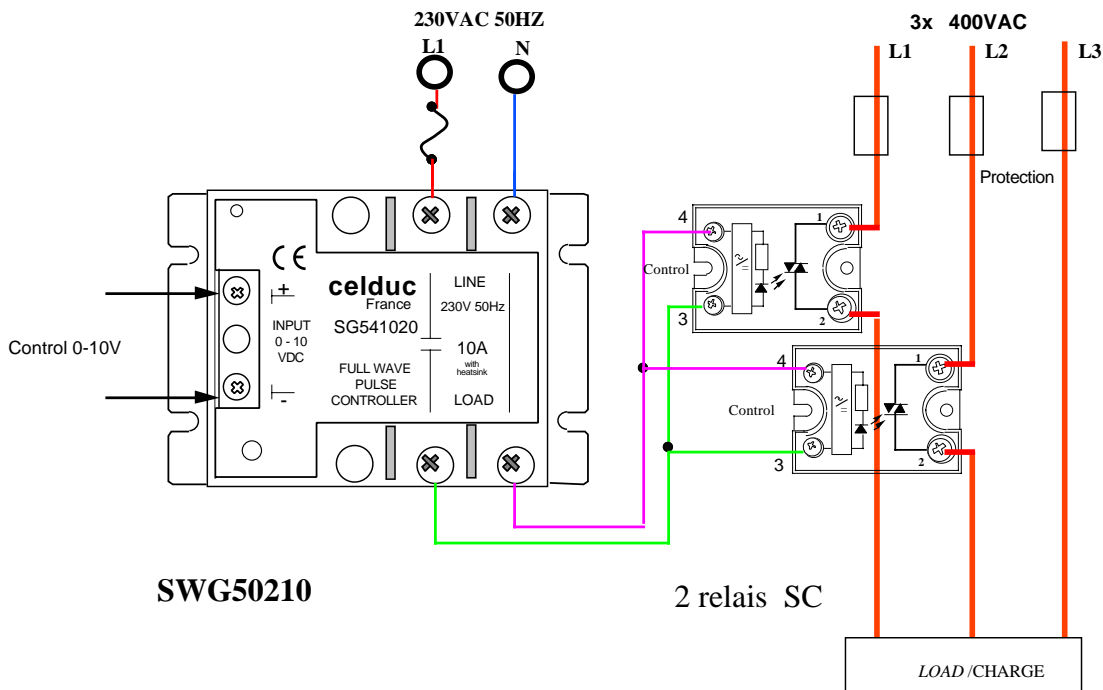 230VAC 50HZ
L1
N
3x 400VAC
L1
L2
L3
Protection
CE
celduc
France
SG541020
FULL WAVE
PULSE
CONTROLLER
LINE
230V 50Hz
10A
with
heatsink
LOAD
+
INPUT
0 - 10
VDC
-
Control 0-10V
4
Control
3
1
2
~/=
4
Control
3
1
2
~/=
SWG50210
2 relais SC
LOAD /CHARGE